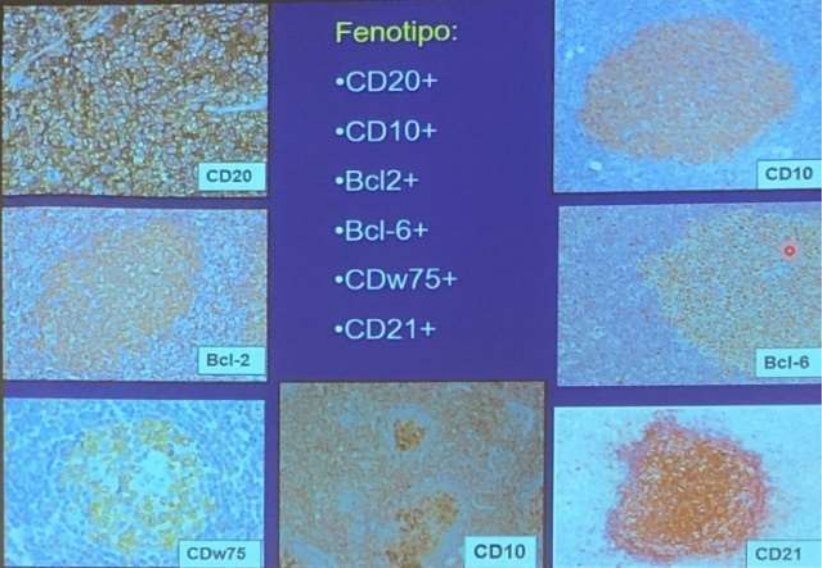 Fenotipo:
•CD20+
•CD10+
•Bcl2+
•Bcl-6+
•CDw75+
•CD21+
CD20
CD10
Bcl-2
Bcl-6
CDw75
CD10
CD21